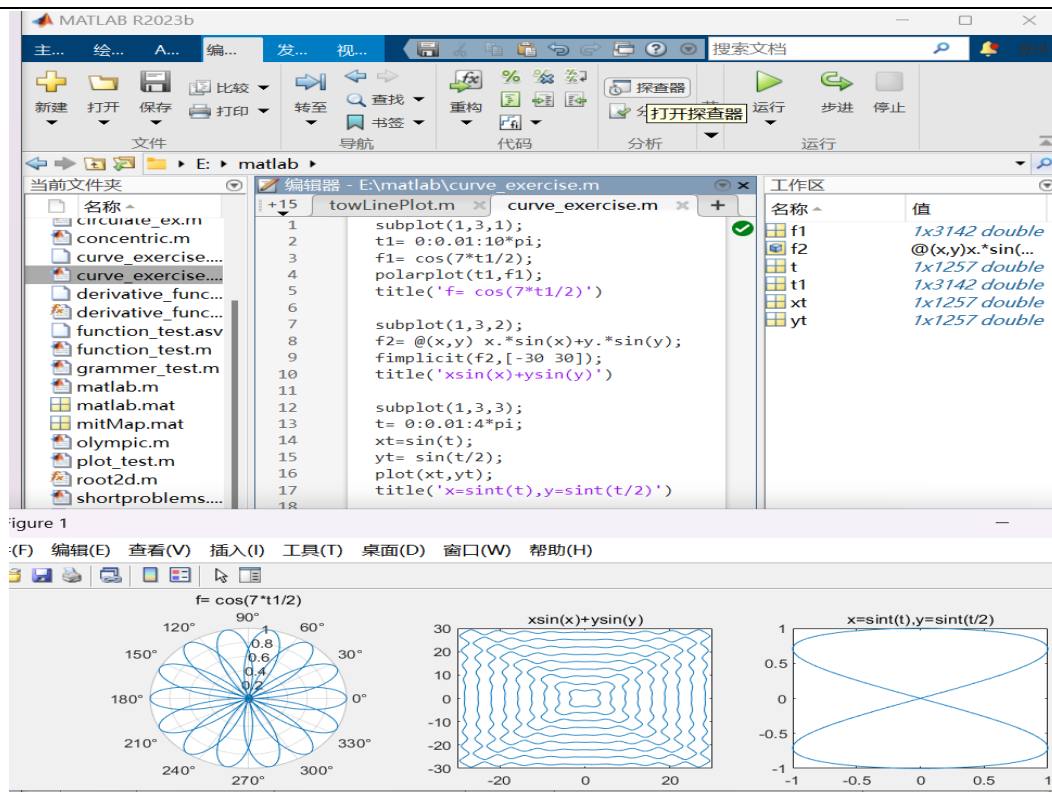 MATLAB R2023b
主... 绘... A... 编... 发... 视... 搜索文档
新建 打开 保存 比较 打印 转至 查找 书签 重构 探查器 运行 步进 停止
打开探查器
文件 导航 代码 分析 运行
E: matlab
当前文件夹
名称
circulate_ex.m
concentric.m
curve_exercise....
curve_exercise....
derivative_func...
derivative_func...
function_test.asv
function_test.m
grammer_test.m
matlab.m
matlab.mat
mitMap.mat
olympic.m
plot_test.m
root2d.m
shortproblems....
编辑器 - E:\matlab\curve_exercise.m
+15 towLinePlot.m curve_exercise.m +
1 subplot(1,3,1);
2 t1= 0:0.01:10*pi;
3 f1= cos(7*t1/2);
4 polarplot(t1,f1);
5 title('f= cos(7*t1/2)')
6
7 subplot(1,3,2);
8 f2= @(x,y) x.*sin(x)+y.*sin(y);
9 fimplicit(f2,[-30 30]);
10 title('xsin(x)+ysin(y)')
11
12 subplot(1,3,3);
13 t= 0:0.01:4*pi;
14 xt=sin(t);
15 yt= sin(t/2);
16 plot(xt,yt);
17 title('x=sint(t),y=sint(t/2)')
18
工作区
名称 值
f1 1x3142 double
f2 @(x,y)x.*sin(...
t 1x1257 double
t1 1x3142 double
xt 1x1257 double
yt 1x1257 double
igure 1
(F) 编辑(E) 查看(V) 插入(I) 工具(T) 桌面(D) 窗口(W) 帮助(H)
f= cos(7*t1/2)
90°
120° 60°
150° 30°
180° 0°
210° 330°
240° 300°
270°
1
0.8
0.6
0.4
0.2
xsin(x)+ysin(y)
30
20
10
0
-10
-20
-30
-20 0 20
x=sint(t),y=sint(t/2)
1
0.5
0
-0.5
-1
-1 -0.5 0 0.5 1